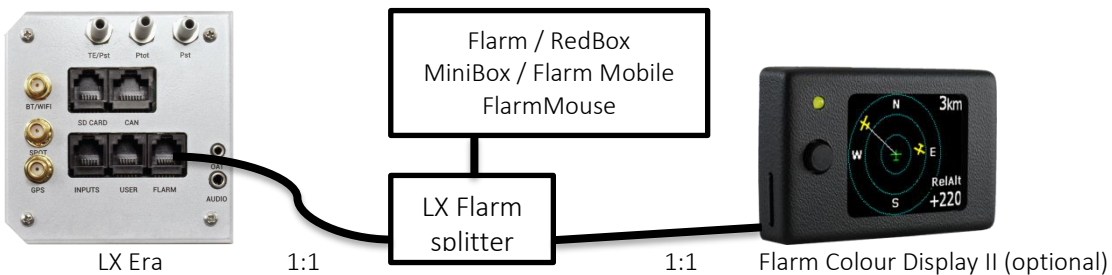 TE/Pst Ptot Pst
BT/WIFI
SD CARD CAN
SPOT
OAT
GPS INPUTS USER FLARM
AUDIO
Flarm / RedBox
MiniBox / Flarm Mobile
FlarmMouse
LX Flarm
splitter
N 3km
W E
RelAlt
S +220
LX Era 1:1 1:1 Flarm Colour Display II (optional)